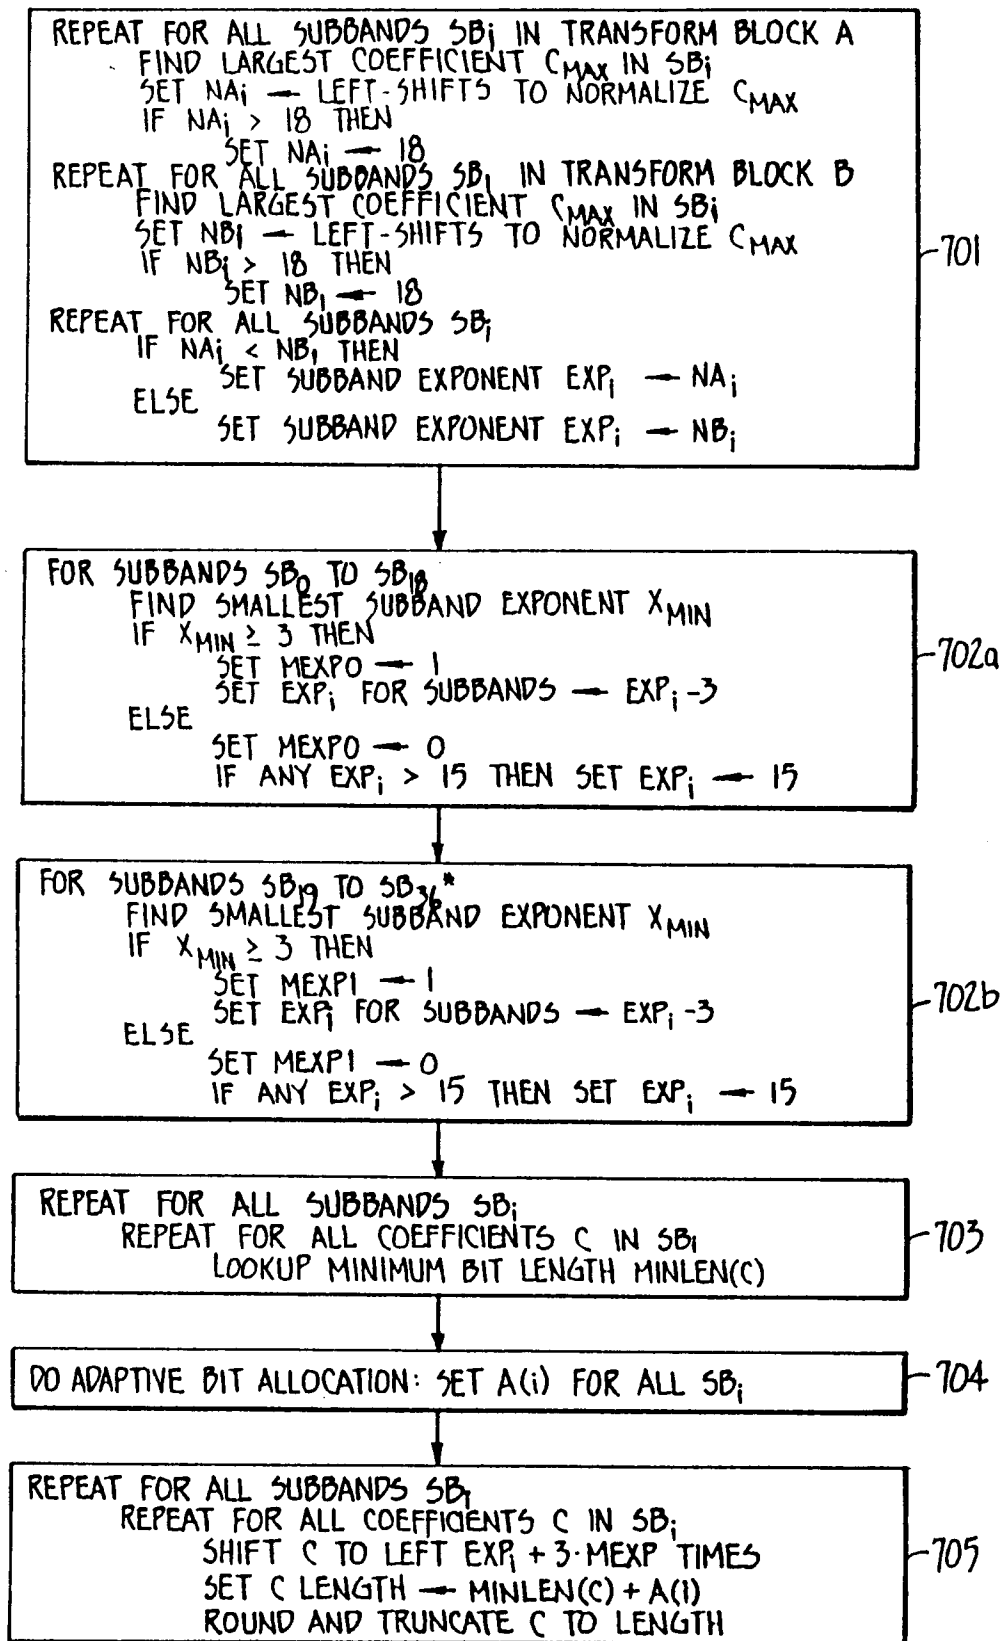 REPEAT FOR ALL SUBBANDS SBi IN TRANSFORM BLOCK A
FIND LARGEST COEFFICIENT CMAX IN SBi
SET NAi ← LEFT-SHIFTS TO NORMALIZE CMAX
IF NAi > 18 THEN
SET NAi ← 18
REPEAT FOR ALL SUBBANDS SBi IN TRANSFORM BLOCK B
FIND LARGEST COEFFICIENT CMAX IN SBi
SET NBi ← LEFT-SHIFTS TO NORMALIZE CMAX
IF NBi > 18 THEN
SET NBi ← 18
REPEAT FOR ALL SUBBANDS SBi
IF NAi < NBi THEN
SET SUBBAND EXPONENT EXPi ← NAi
ELSE
SET SUBBAND EXPONENT EXPi ← NBi
701
FOR SUBBANDS SB0 TO SB18
FIND SMALLEST SUBBAND EXPONENT XMIN
IF XMIN ≥ 3 THEN
SET MEXP0 ← 1
SET EXPi FOR SUBBANDS ← EXPi -3
ELSE
SET MEXP0 ← 0
IF ANY EXPi > 15 THEN SET EXPi ← 15
702a
FOR SUBBANDS SB19 TO SB36*
FIND SMALLEST SUBBAND EXPONENT XMIN
IF XMIN ≥ 3 THEN
SET MEXP1 ← 1
SET EXPi FOR SUBBANDS ← EXPi -3
ELSE
SET MEXP1 ← 0
IF ANY EXPi > 15 THEN SET EXPi ← 15
702b
REPEAT FOR ALL SUBBANDS SBi
REPEAT FOR ALL COEFFICIENTS C IN SBi
LOOKUP MINIMUM BIT LENGTH MINLEN(C)
703
DO ADAPTIVE BIT ALLOCATION: SET A(i) FOR ALL SBi
704
REPEAT FOR ALL SUBBANDS SBi
REPEAT FOR ALL COEFFICIENTS C IN SBi
SHIFT C TO LEFT EXPi + 3·MEXP TIMES
SET C LENGTH ← MINLEN(C) + A(i)
ROUND AND TRUNCATE C TO LENGTH
705